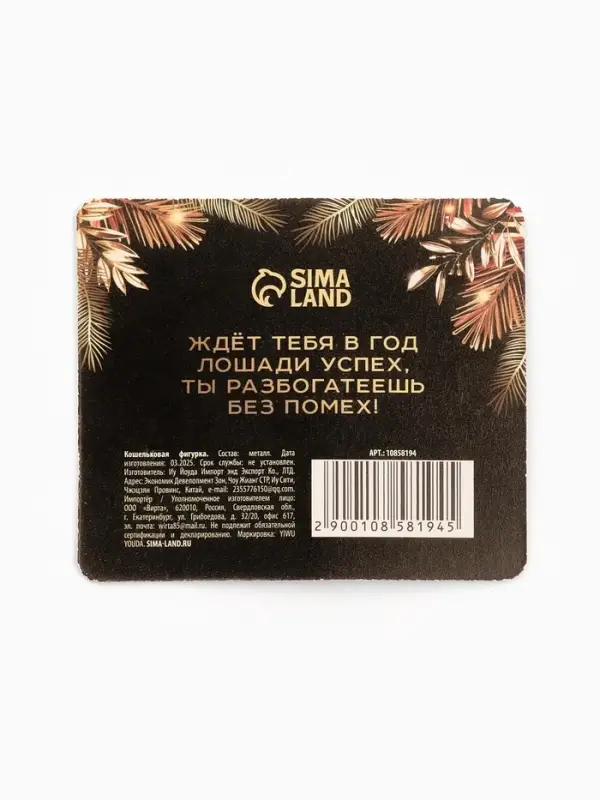 SIMA
LAND
ЖДЁТ ТЕБЯ В ГОД
ЛОШАДИ УСПЕХ,
ТЫ РАЗБОГАТЕЕШЬ
БЕЗ ПОМЕХ!
Кошельковая фигурка. Состав: металл. Дата
изготовления: 03.2025. Срок службы: не установлен.
Изготовитель: Иу Йоуда Импорт энд Экспорт Ко., ЛТД.
Адрес: Экономик Девелопмент Зон, Чоу Жианг СТР, Иу Сити,
Чжэцзян Провинс, Китай, e-mail: 2355776150@qq.com.
Импортёр / Уполномоченное изготовителем лицо:
ООО «Вирта», 620010, Россия, Свердловская обл.,
г. Екатеринбург, ул. Грибоедова, д. 32/20, офис 617,
эл. почта: wirta85@mail.ru. Не подлежит обязательной
сертификации и декларированию. Маркировка: YIWU
YOUDA. SIMA-LAND.RU
АРТ.: 10858194
2 900108 581945